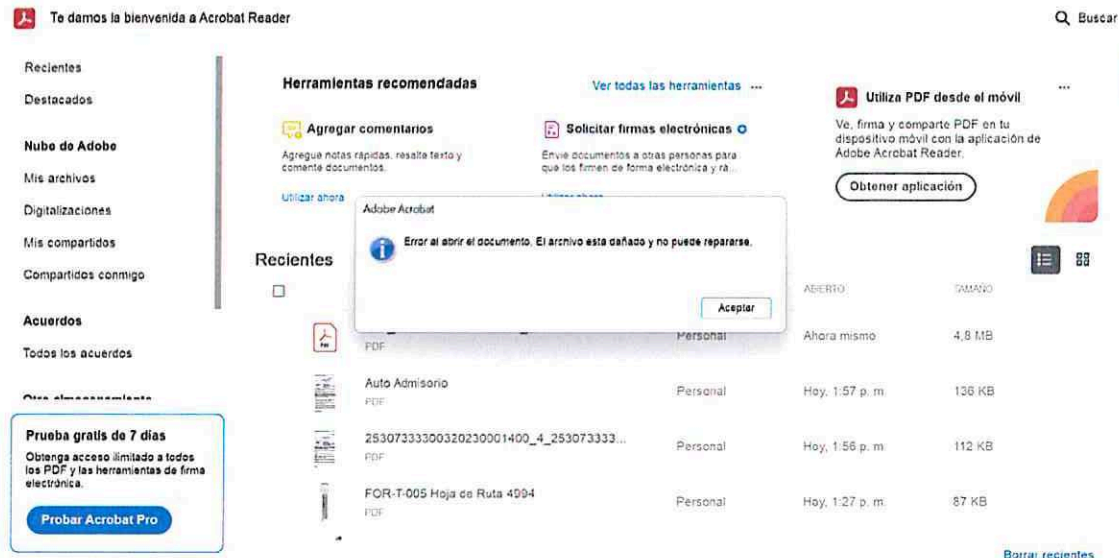 Te damos la bienvenida a Acrobat Reader
Buscar
Recientes
Destacados
Nube de Adobe
Mis archivos
Digitalizaciones
Mis compartidos
Compartidos conmigo
Acuerdos
Todos los acuerdos
Otro almacenamiento
Prueba gratis de 7 días
Obtenga acceso ilimitado a todos
los PDF y las herramientas de firma
electrónica.
Probar Acrobat Pro
Herramientas recomendadas
Ver todas las herramientas ...
Agregar comentarios
Agregue notas rápidas, resalte texto y
comente documentos.
Utilizar ahora
Solicitar firmas electrónicas
Envíe documentos a otras personas para
que los firmen de forma electrónica y rá...
Utilizar ahora
Utiliza PDF desde el móvil
...
Ve, firma y comparte PDF en tu
dispositivo móvil con la aplicación de
Adobe Acrobat Reader.
Obtener aplicación
Adobe Acrobat
Error al abrir el documento. El archivo esta dañado y no puede repararse.
Aceptar
Recientes
ABIERTO
TAMAÑO
PDF
Personal
Ahora mismo
4,8 MB
Auto Admisorio
PDF
Personal
Hoy, 1:57 p. m.
136 KB
25307333300320230001400_4_253073333...
PDF
Personal
Hoy, 1:56 p. m.
112 KB
FOR-T-005 Hoja de Ruta 4994
PDF
Personal
Hoy, 1:27 p. m.
87 KB
Borrar recientes